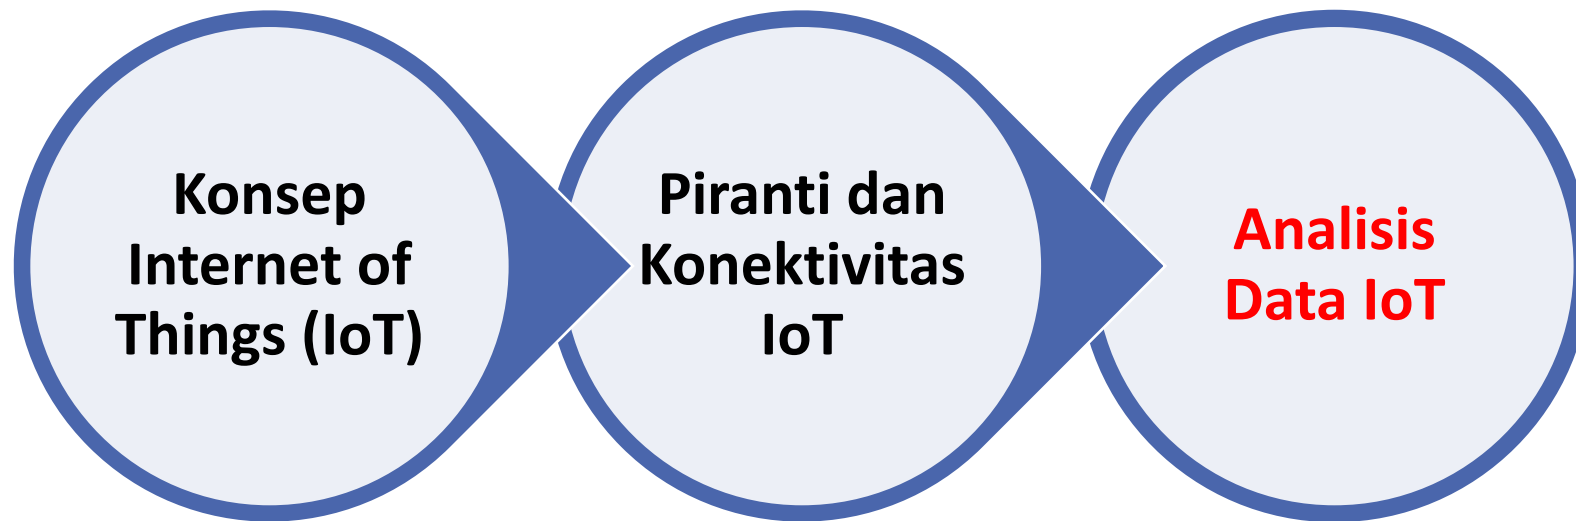 Konsep
Internet of
Things (IoT)
Piranti dan
Konektivitas
IoT
Analisis
Data IoT